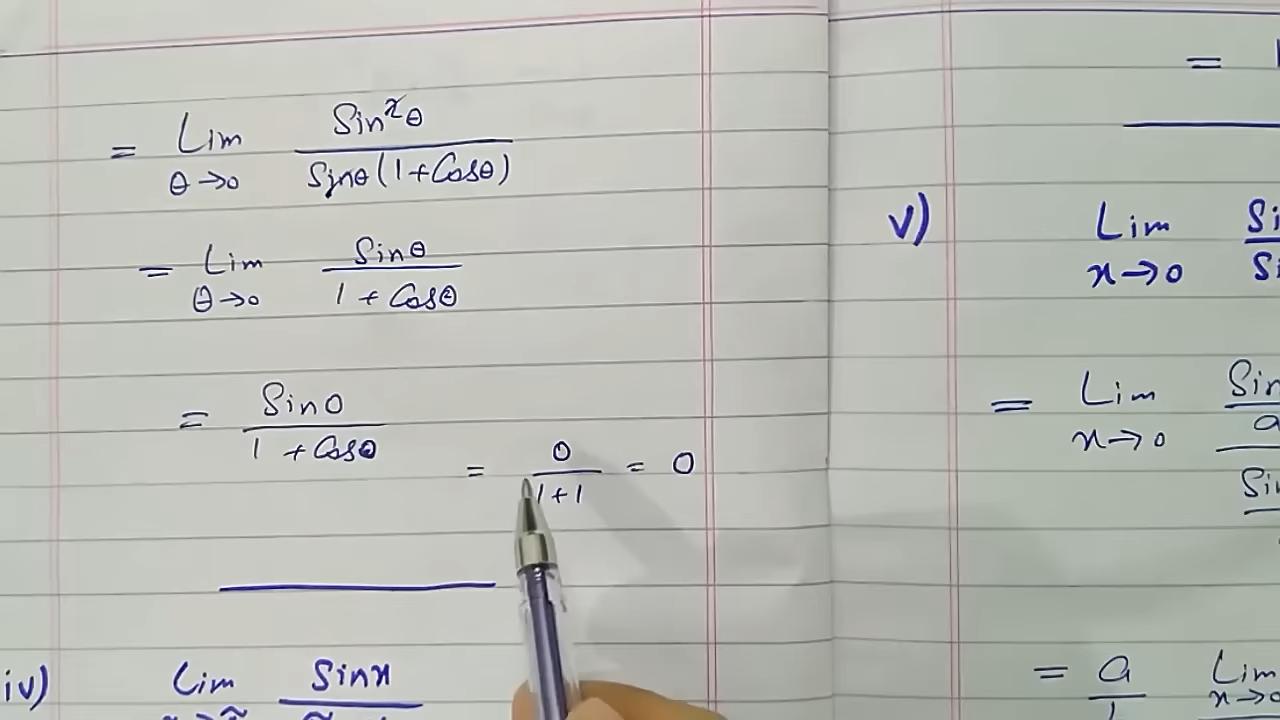 = Lim θ→0 Sin²θ / Sinθ(1+Cosθ)
= Lim θ→0 Sinθ / 1 + Cosθ
= Sin0 / 1 + Cos0 = 0 / 1+1 = 0
iv) Lim Sinx
=
v) Lim x→0
= Lim x→0
= a Lim x→0